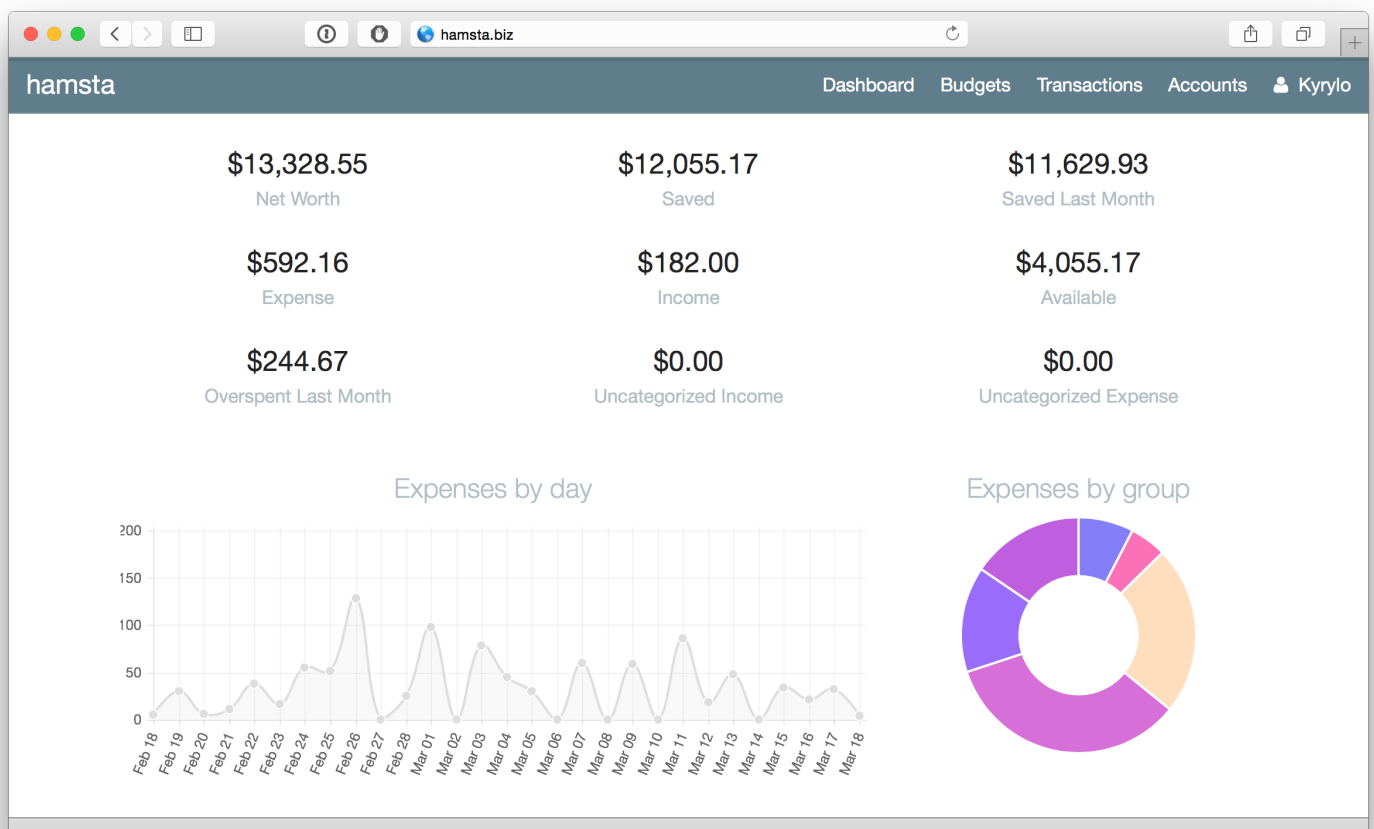 hamsta.biz
hamsta
Dashboard Budgets Transactions Accounts Kyrylo
$13,328.55 $12,055.17 $11,629.93
Net Worth Saved Saved Last Month
$592.16 $182.00 $4,055.17
Expense Income Available
$244.67 $0.00 $0.00
Overspent Last Month Uncategorized Income Uncategorized Expense
Expenses by day Expenses by group
200
150
100
50
0
Feb 18 Feb 19 Feb 20 Feb 21 Feb 22 Feb 23 Feb 24 Feb 25 Feb 26 Feb 27 Feb 28 Mar 01 Mar 02 Mar 03 Mar 04 Mar 05 Mar 06 Mar 07 Mar 08 Mar 09 Mar 10 Mar 11 Mar 12 Mar 13 Mar 14 Mar 15 Mar 16 Mar 17 Mar 18